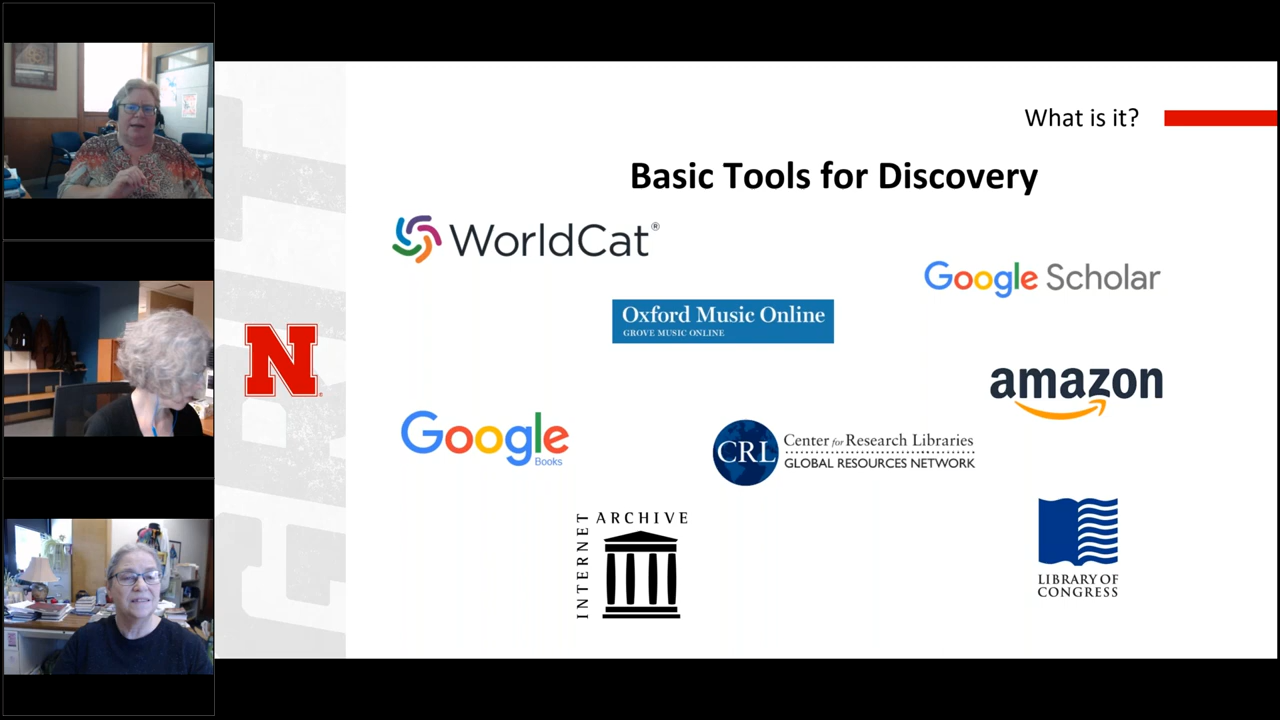 What is it?
Basic Tools for Discovery
WorldCat®
Google Scholar
Oxford Music Online
GROVE MUSIC ONLINE
amazon
Google
Books
CRL
Center for Research Libraries
GLOBAL RESOURCES NETWORK
INTERNET
ARCHIVE
LIBRARY OF
CONGRESS
N
GRIT